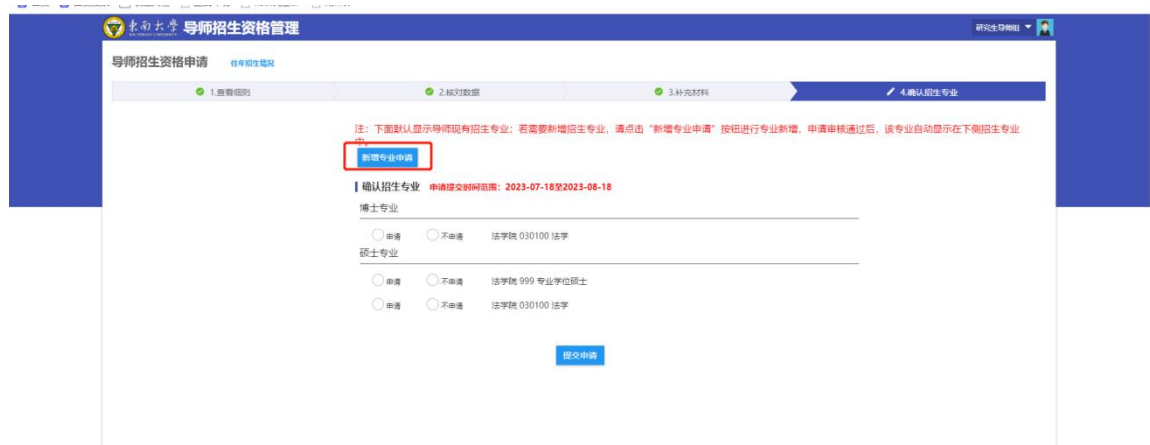 东南大学 导师招生资格管理
研究生导师组
导师招生资格申请 往年招生情况
1.查看细则 2.核对数据 3.补充材料 4.确认招生专业
注：下面默认显示导师现有招生专业；若需要新增招生专业，请点击“新增专业申请”按钮进行专业新增，申请审核通过后，该专业自动显示在下侧招生专业
中。
新增专业申请
确认招生专业 申请提交时间范围：2023-07-18至2023-08-18
博士专业
申请 不申请 法学院 030100 法学
硕士专业
申请 不申请 法学院 999 专业学位硕士
申请 不申请 法学院 030100 法学
提交申请